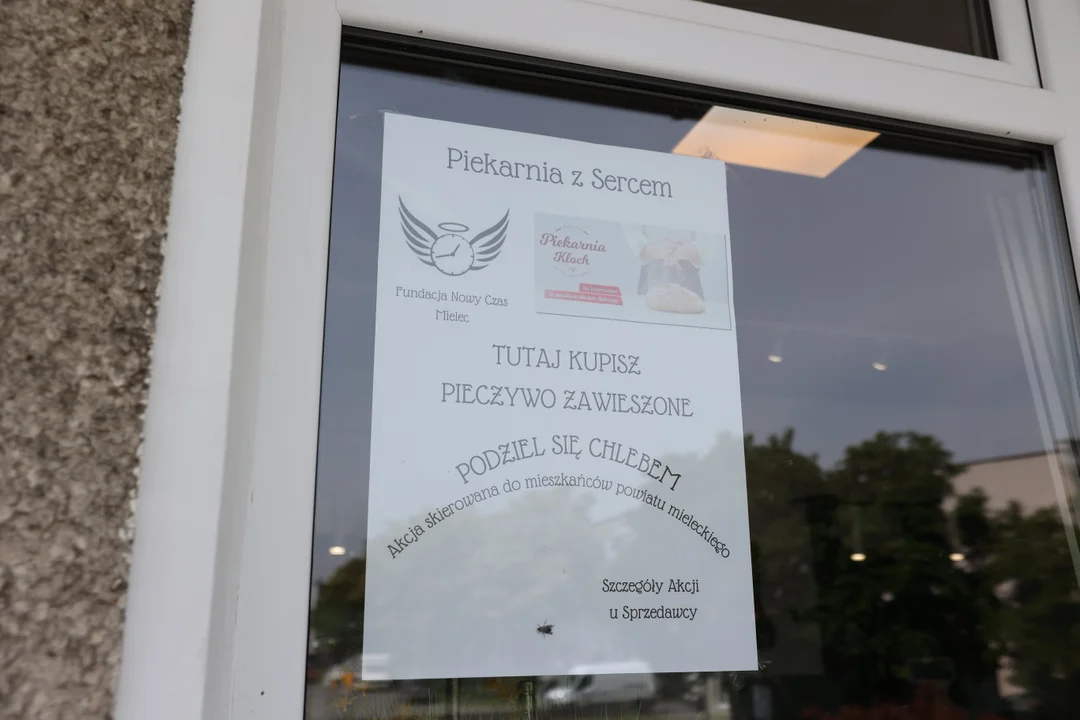 Piekarnia z Sercem
Fundacja Nowy Czas
Mielec
Piekarnia
Kloch
TUTAJ KUPISZ
PIECZYWO ZAWIESZONE
PODZIEL SIĘ CHLEBEM
Akcja skierowana do mieszkańców powiatu mieleckiego
Szczegóły Akcji
u Sprzedawcy